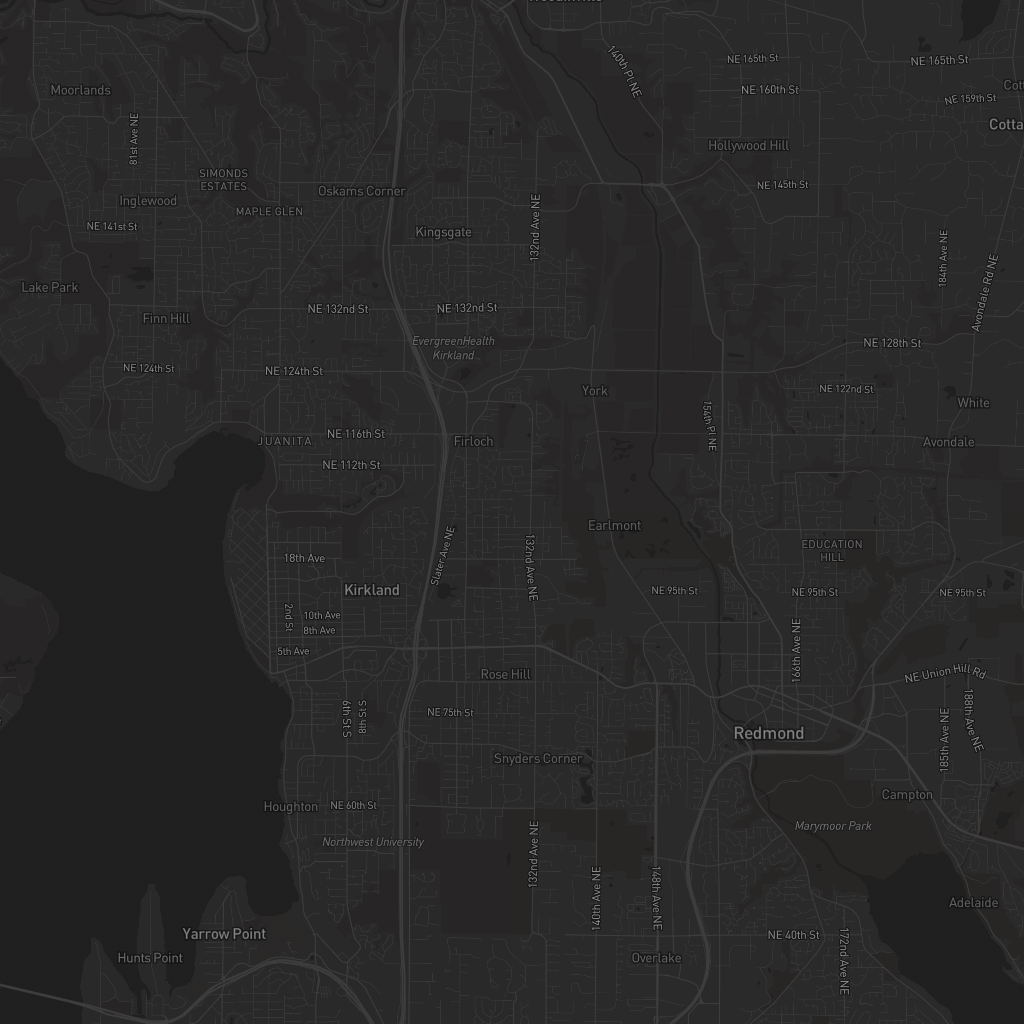 140th Pl NE
NE 165th St
NE 165th St
Moorlands
NE 160th St
NE 159th St
81st Ave NE
Hollywood Hill
SIMONDS
ESTATES
Oskams Corner
NE 145th St
Inglewood
MAPLE GLEN
NE 141st St
Kingsgate
132nd Ave NE
184th Ave NE
Avondale Rd NE
Lake Park
Finn Hill
NE 132nd St
NE 132nd St
EvergreenHealth
Kirkland
NE 128th St
NE 124th St
NE 124th St
York
NE 122nd St
White
154th Pl NE
JUANITA
NE 116th St
Firloch
Avondale
NE 112th St
Earlmont
Slater Ave NE
132nd Ave NE
EDUCATION
HILL
18th Ave
Kirkland
NE 95th St
NE 95th St
NE 95th St
2nd St
10th Ave
8th Ave
5th Ave
166th Ave NE
Rose Hill
NE Union Hill Rd
6th St S
8th St S
NE 75th St
188th Ave NE
185th Ave NE
Redmond
Snyders Corner
Campton
Houghton
NE 60th St
Marymoor Park
Northwest University
132nd Ave NE
140th Ave NE
148th Ave NE
Adelaide
Yarrow Point
NE 40th St
172nd Ave NE
Hunts Point
Overlake